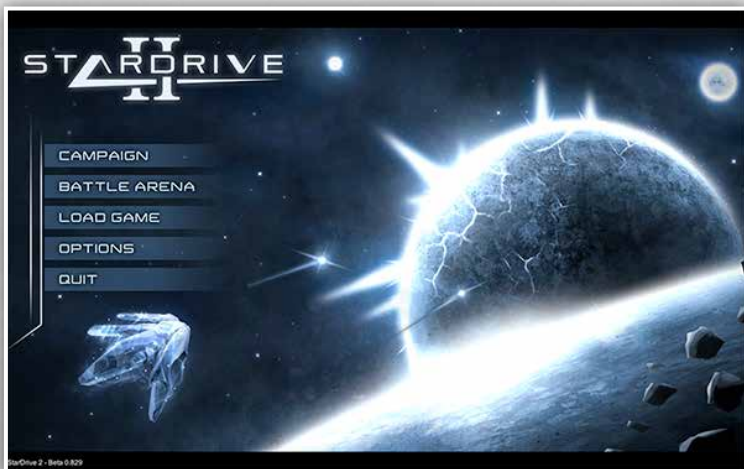 STARDRIVE
II
CAMPAIGN
BATTLE ARENA
LOAD GAME
OPTIONS
QUIT
StarDrive 2 - Beta 0.829